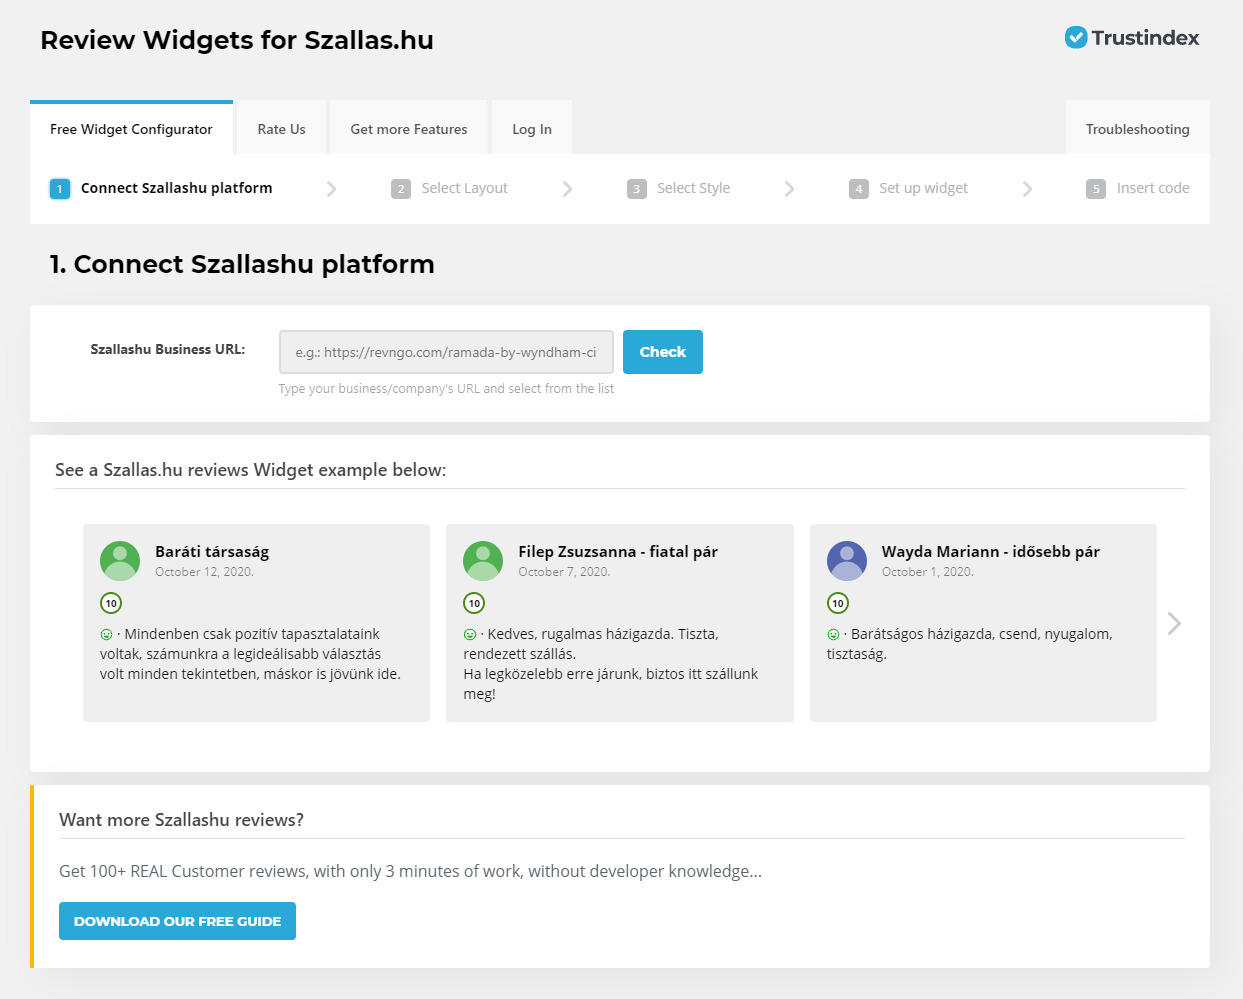 Review Widgets for Szallas.hu
Trustindex
Free Widget Configurator
Rate Us
Get more Features
Log In
Troubleshooting
1 Connect Szallashu platform
2 Select Layout
3 Select Style
4 Set up widget
5 Insert code
1. Connect Szallashu platform
Szallashu Business URL:
e.g.: https://revngo.com/ramada-by-wyndham-ci
Check
Type your business/company's URL and select from the list
See a Szallas.hu reviews Widget example below:
Baráti társaság
October 12, 2020.
10
· Mindenben csak pozitív tapasztalataink
voltak, számunkra a legideálisabb választás
volt minden tekintetben, máskor is jövünk ide.
Filep Zsuzsanna - fiatal pár
October 7, 2020.
10
· Kedves, rugalmas házigazda. Tiszta,
rendezett szállás.
Ha legközelebb erre járunk, biztos itt szállunk
meg!
Wayda Mariann - idősebb pár
October 1, 2020.
10
· Barátságos házigazda, csend, nyugalom,
tisztaság.
Want more Szallashu reviews?
Get 100+ REAL Customer reviews, with only 3 minutes of work, without developer knowledge...
DOWNLOAD OUR FREE GUIDE